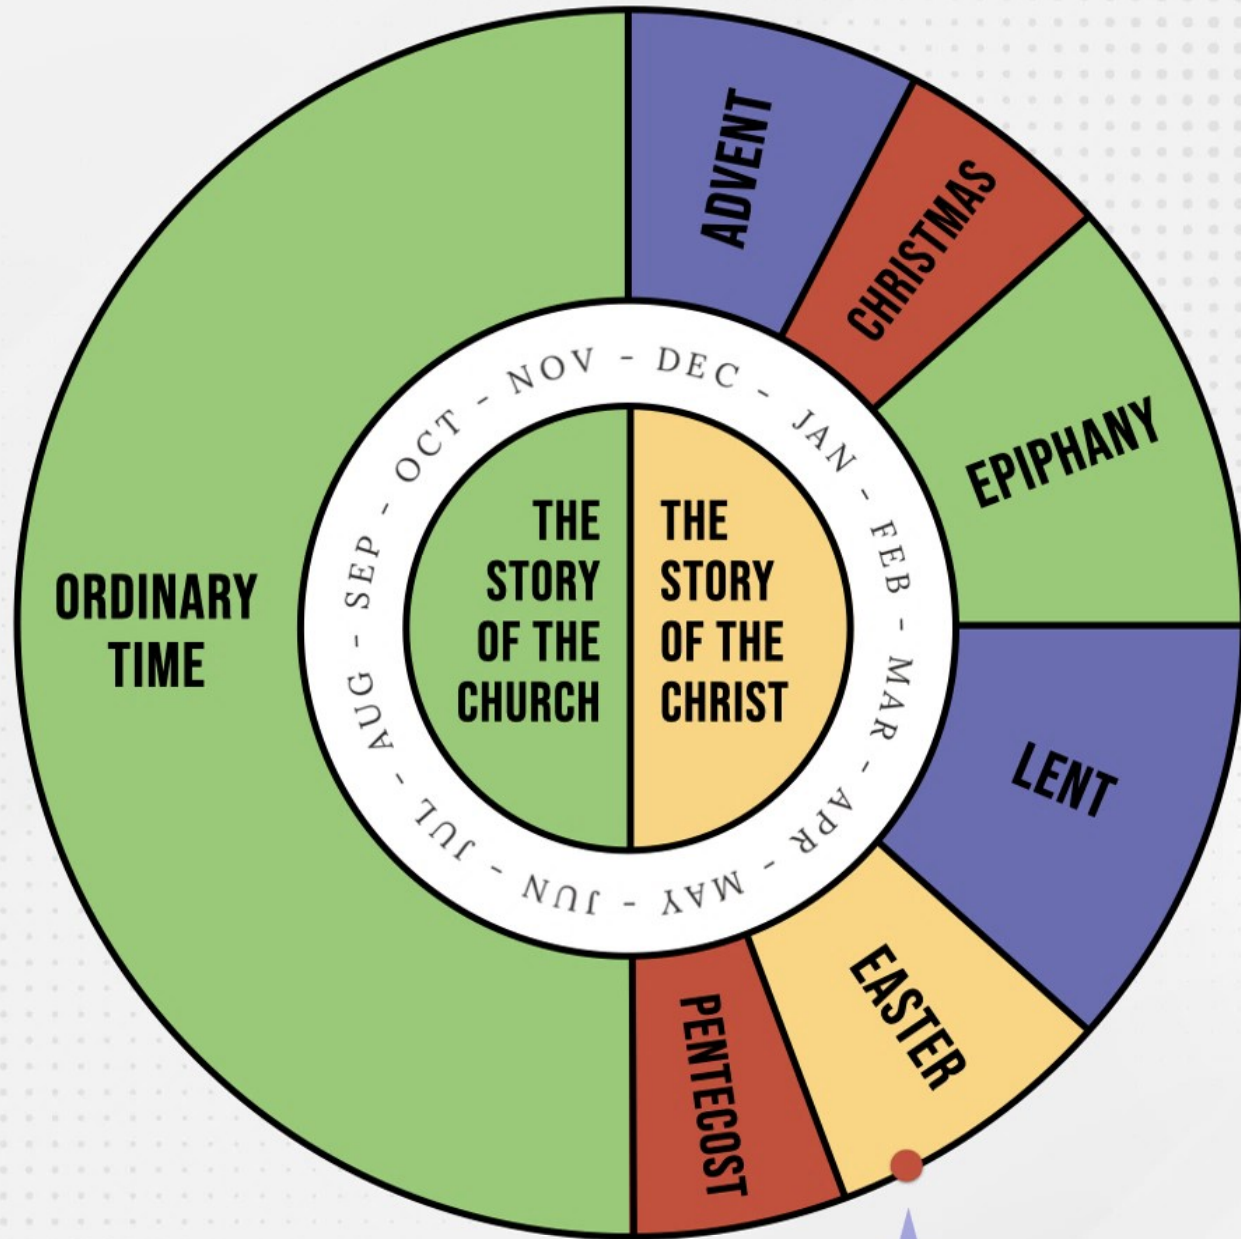 ADVENT
CHRISTMAS
EPIPHANY
LENT
EASTER
PENTECOST
ORDINARY
TIME
DEC - JAN - FEB - MAR - APR - MAY - JUN - JUL - AUG - SEP - OCT - NOV -
THE
STORY
OF THE
CHURCH
THE
STORY
OF THE
CHRIST